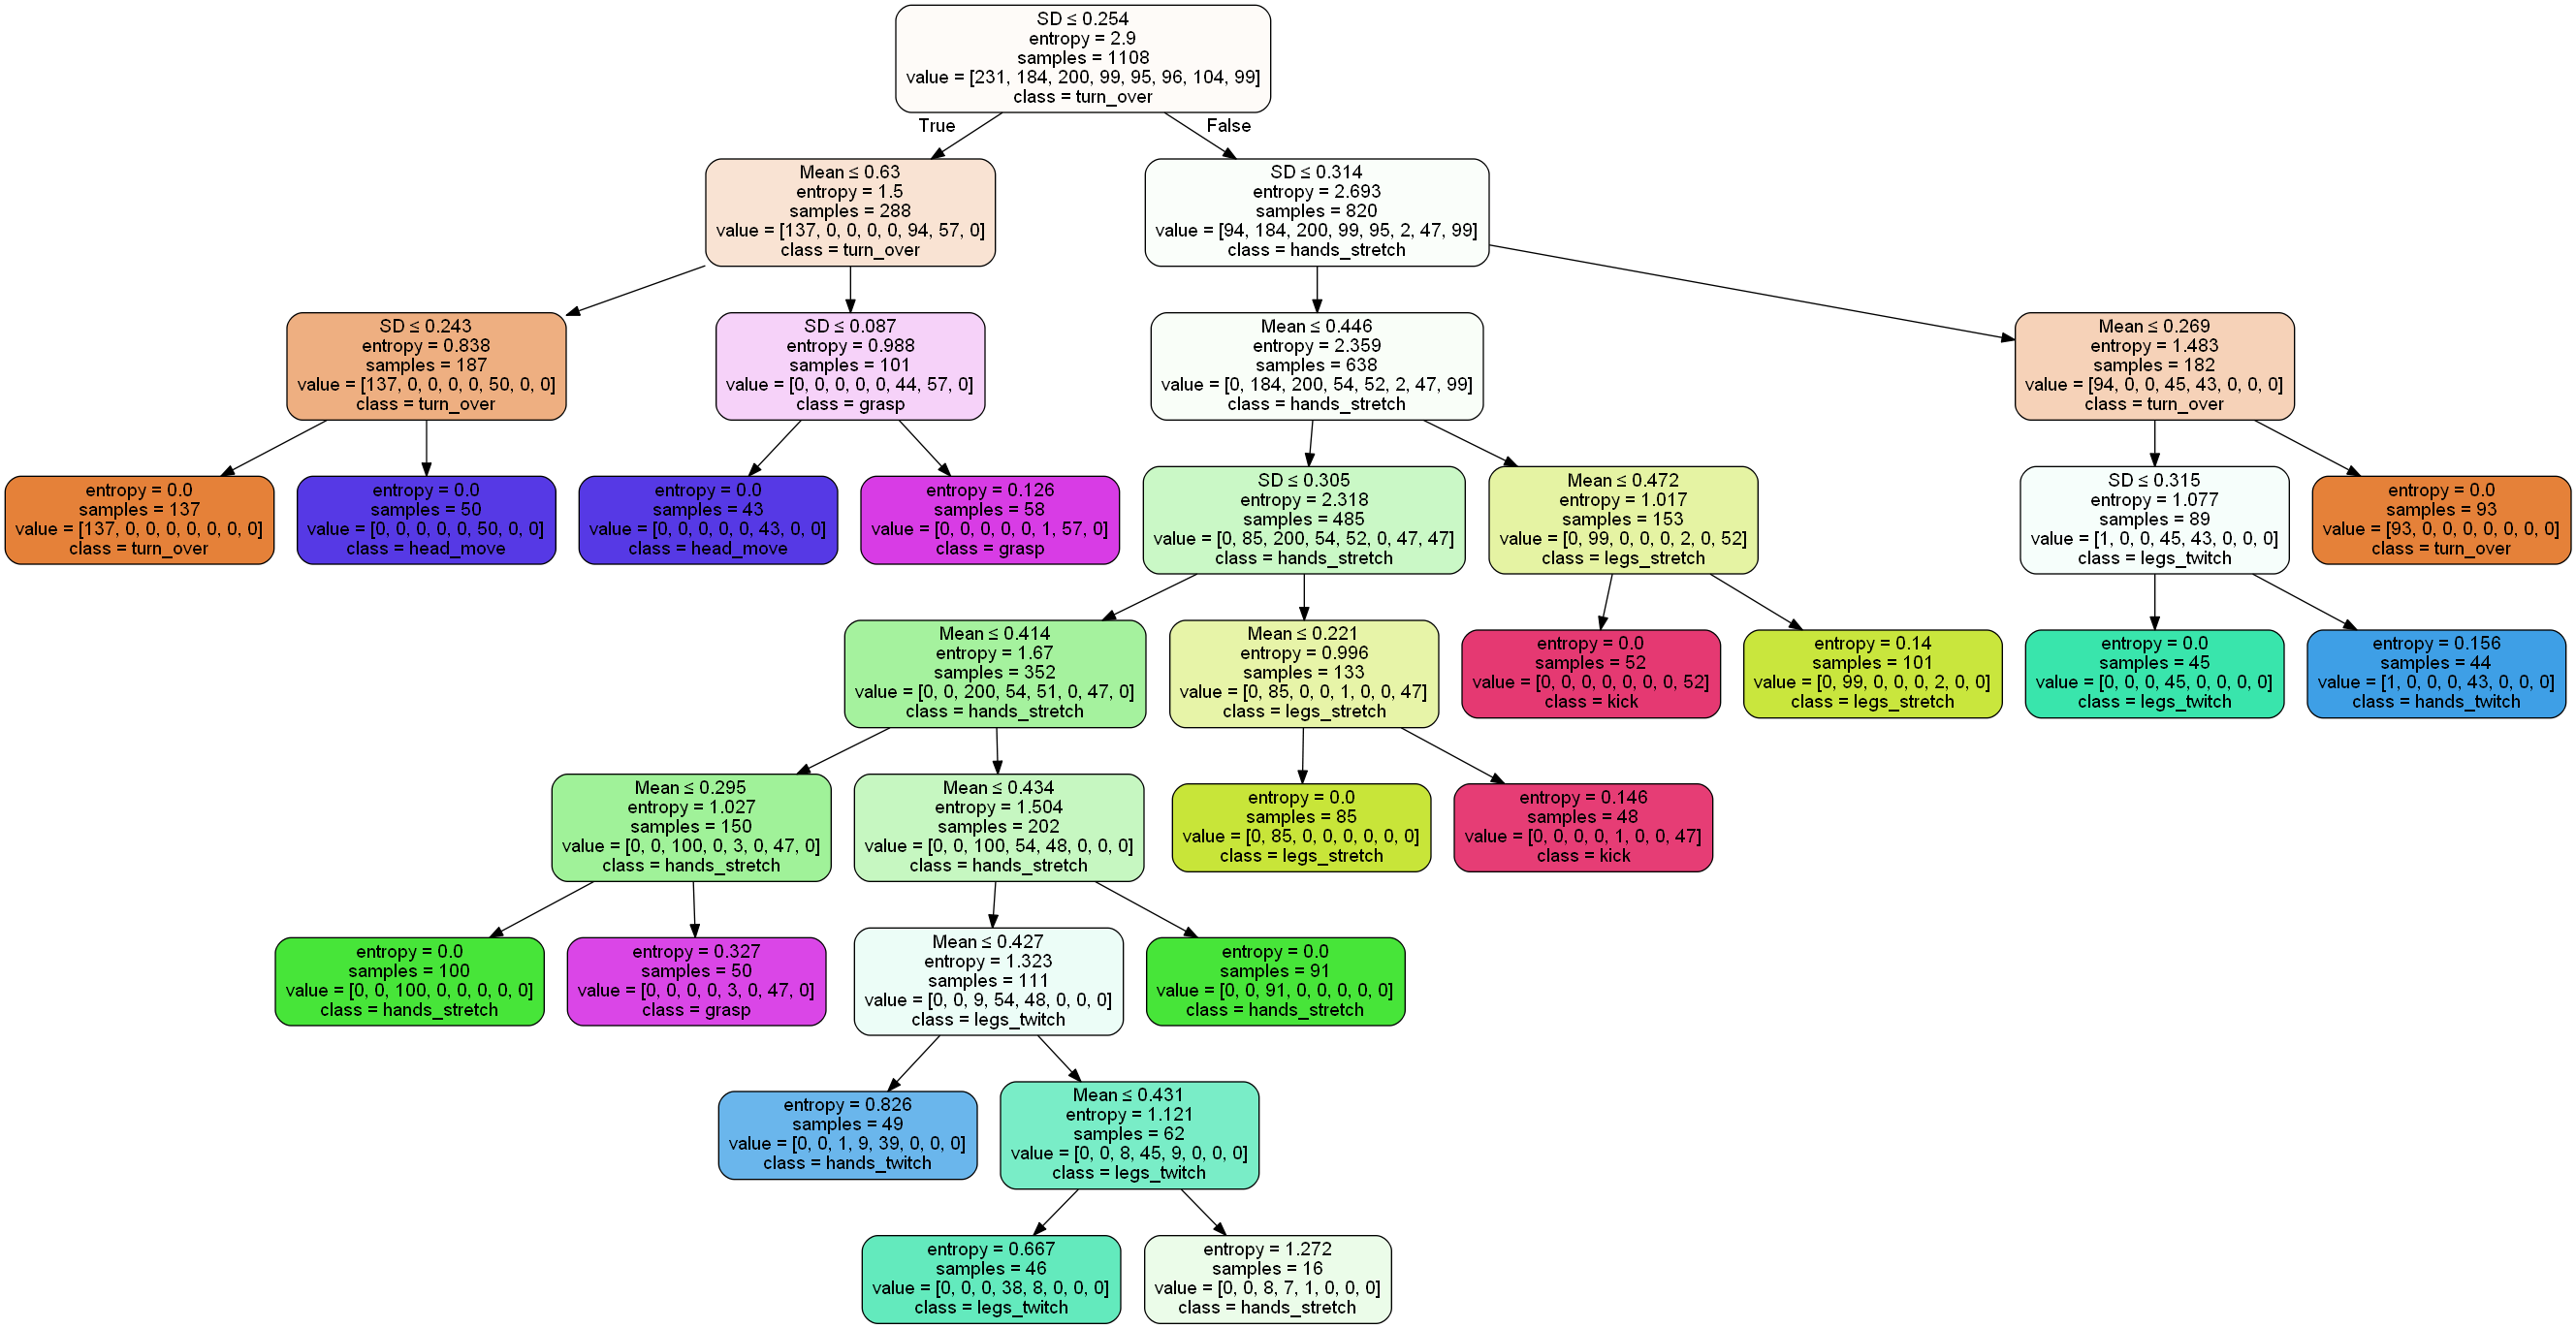 SD ≤ 0.254
entropy = 2.9
samples = 1108
value = [231, 184, 200, 99, 95, 96, 104, 99]
class = turn_over
True
False
Mean ≤ 0.63
entropy = 1.5
samples = 288
value = [137, 0, 0, 0, 0, 94, 57, 0]
class = turn_over
SD ≤ 0.314
entropy = 2.693
samples = 820
value = [94, 184, 200, 99, 95, 2, 47, 99]
class = hands_stretch
SD ≤ 0.243
entropy = 0.838
samples = 187
value = [137, 0, 0, 0, 0, 50, 0, 0]
class = turn_over
SD ≤ 0.087
entropy = 0.988
samples = 101
value = [0, 0, 0, 0, 0, 44, 57, 0]
class = grasp
Mean ≤ 0.446
entropy = 2.359
samples = 638
value = [0, 184, 200, 54, 52, 2, 47, 99]
class = hands_stretch
Mean ≤ 0.269
entropy = 1.483
samples = 182
value = [94, 0, 0, 45, 43, 0, 0, 0]
class = turn_over
entropy = 0.0
samples = 137
value = [137, 0, 0, 0, 0, 0, 0, 0]
class = turn_over
entropy = 0.0
samples = 50
value = [0, 0, 0, 0, 0, 50, 0, 0]
class = head_move
entropy = 0.0
samples = 43
value = [0, 0, 0, 0, 0, 43, 0, 0]
class = head_move
entropy = 0.126
samples = 58
value = [0, 0, 0, 0, 0, 1, 57, 0]
class = grasp
SD ≤ 0.305
entropy = 2.318
samples = 485
value = [0, 85, 200, 54, 52, 0, 47, 47]
class = hands_stretch
Mean ≤ 0.472
entropy = 1.017
samples = 153
value = [0, 99, 0, 0, 0, 2, 0, 52]
class = legs_stretch
SD ≤ 0.315
entropy = 1.077
samples = 89
value = [1, 0, 0, 45, 43, 0, 0, 0]
class = legs_twitch
entropy = 0.0
samples = 93
value = [93, 0, 0, 0, 0, 0, 0, 0]
class = turn_over
Mean ≤ 0.414
entropy = 1.67
samples = 352
value = [0, 0, 200, 54, 51, 0, 47, 0]
class = hands_stretch
Mean ≤ 0.221
entropy = 0.996
samples = 133
value = [0, 85, 0, 0, 1, 0, 0, 47]
class = legs_stretch
entropy = 0.0
samples = 52
value = [0, 0, 0, 0, 0, 0, 0, 52]
class = kick
entropy = 0.14
samples = 101
value = [0, 99, 0, 0, 0, 2, 0, 0]
class = legs_stretch
entropy = 0.0
samples = 45
value = [0, 0, 0, 45, 0, 0, 0, 0]
class = legs_twitch
entropy = 0.156
samples = 44
value = [1, 0, 0, 0, 43, 0, 0, 0]
class = hands_twitch
Mean ≤ 0.295
entropy = 1.027
samples = 150
value = [0, 0, 100, 0, 3, 0, 47, 0]
class = hands_stretch
Mean ≤ 0.434
entropy = 1.504
samples = 202
value = [0, 0, 100, 54, 48, 0, 0, 0]
class = hands_stretch
entropy = 0.0
samples = 85
value = [0, 85, 0, 0, 0, 0, 0, 0]
class = legs_stretch
entropy = 0.146
samples = 48
value = [0, 0, 0, 0, 1, 0, 0, 47]
class = kick
entropy = 0.0
samples = 100
value = [0, 0, 100, 0, 0, 0, 0, 0]
class = hands_stretch
entropy = 0.327
samples = 50
value = [0, 0, 0, 0, 3, 0, 47, 0]
class = grasp
Mean ≤ 0.427
entropy = 1.323
samples = 111
value = [0, 0, 9, 54, 48, 0, 0, 0]
class = legs_twitch
entropy = 0.0
samples = 91
value = [0, 0, 91, 0, 0, 0, 0, 0]
class = hands_stretch
entropy = 0.826
samples = 49
value = [0, 0, 1, 9, 39, 0, 0, 0]
class = hands_twitch
Mean ≤ 0.431
entropy = 1.121
samples = 62
value = [0, 0, 8, 45, 9, 0, 0, 0]
class = legs_twitch
entropy = 0.667
samples = 46
value = [0, 0, 0, 38, 8, 0, 0, 0]
class = legs_twitch
entropy = 1.272
samples = 16
value = [0, 0, 8, 7, 1, 0, 0, 0]
class = hands_stretch